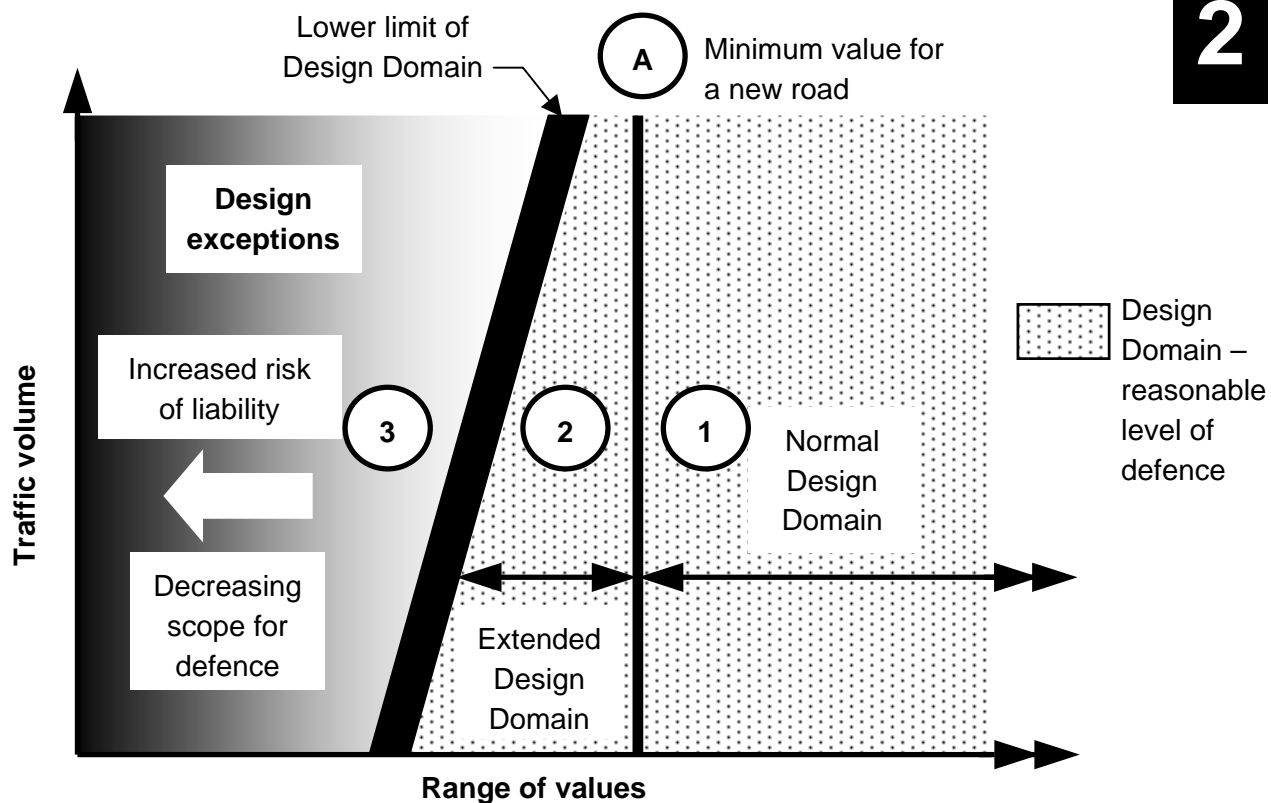 2
Lower limit of
Design Domain
A
Minimum value for
a new road
Design
exceptions
Increased risk
of liability
3
2
1
Normal
Design
Domain
Decreasing
scope for
defence
Extended
Design
Domain
Design
Domain –
reasonable
level of
defence
Traffic volume
Range of values